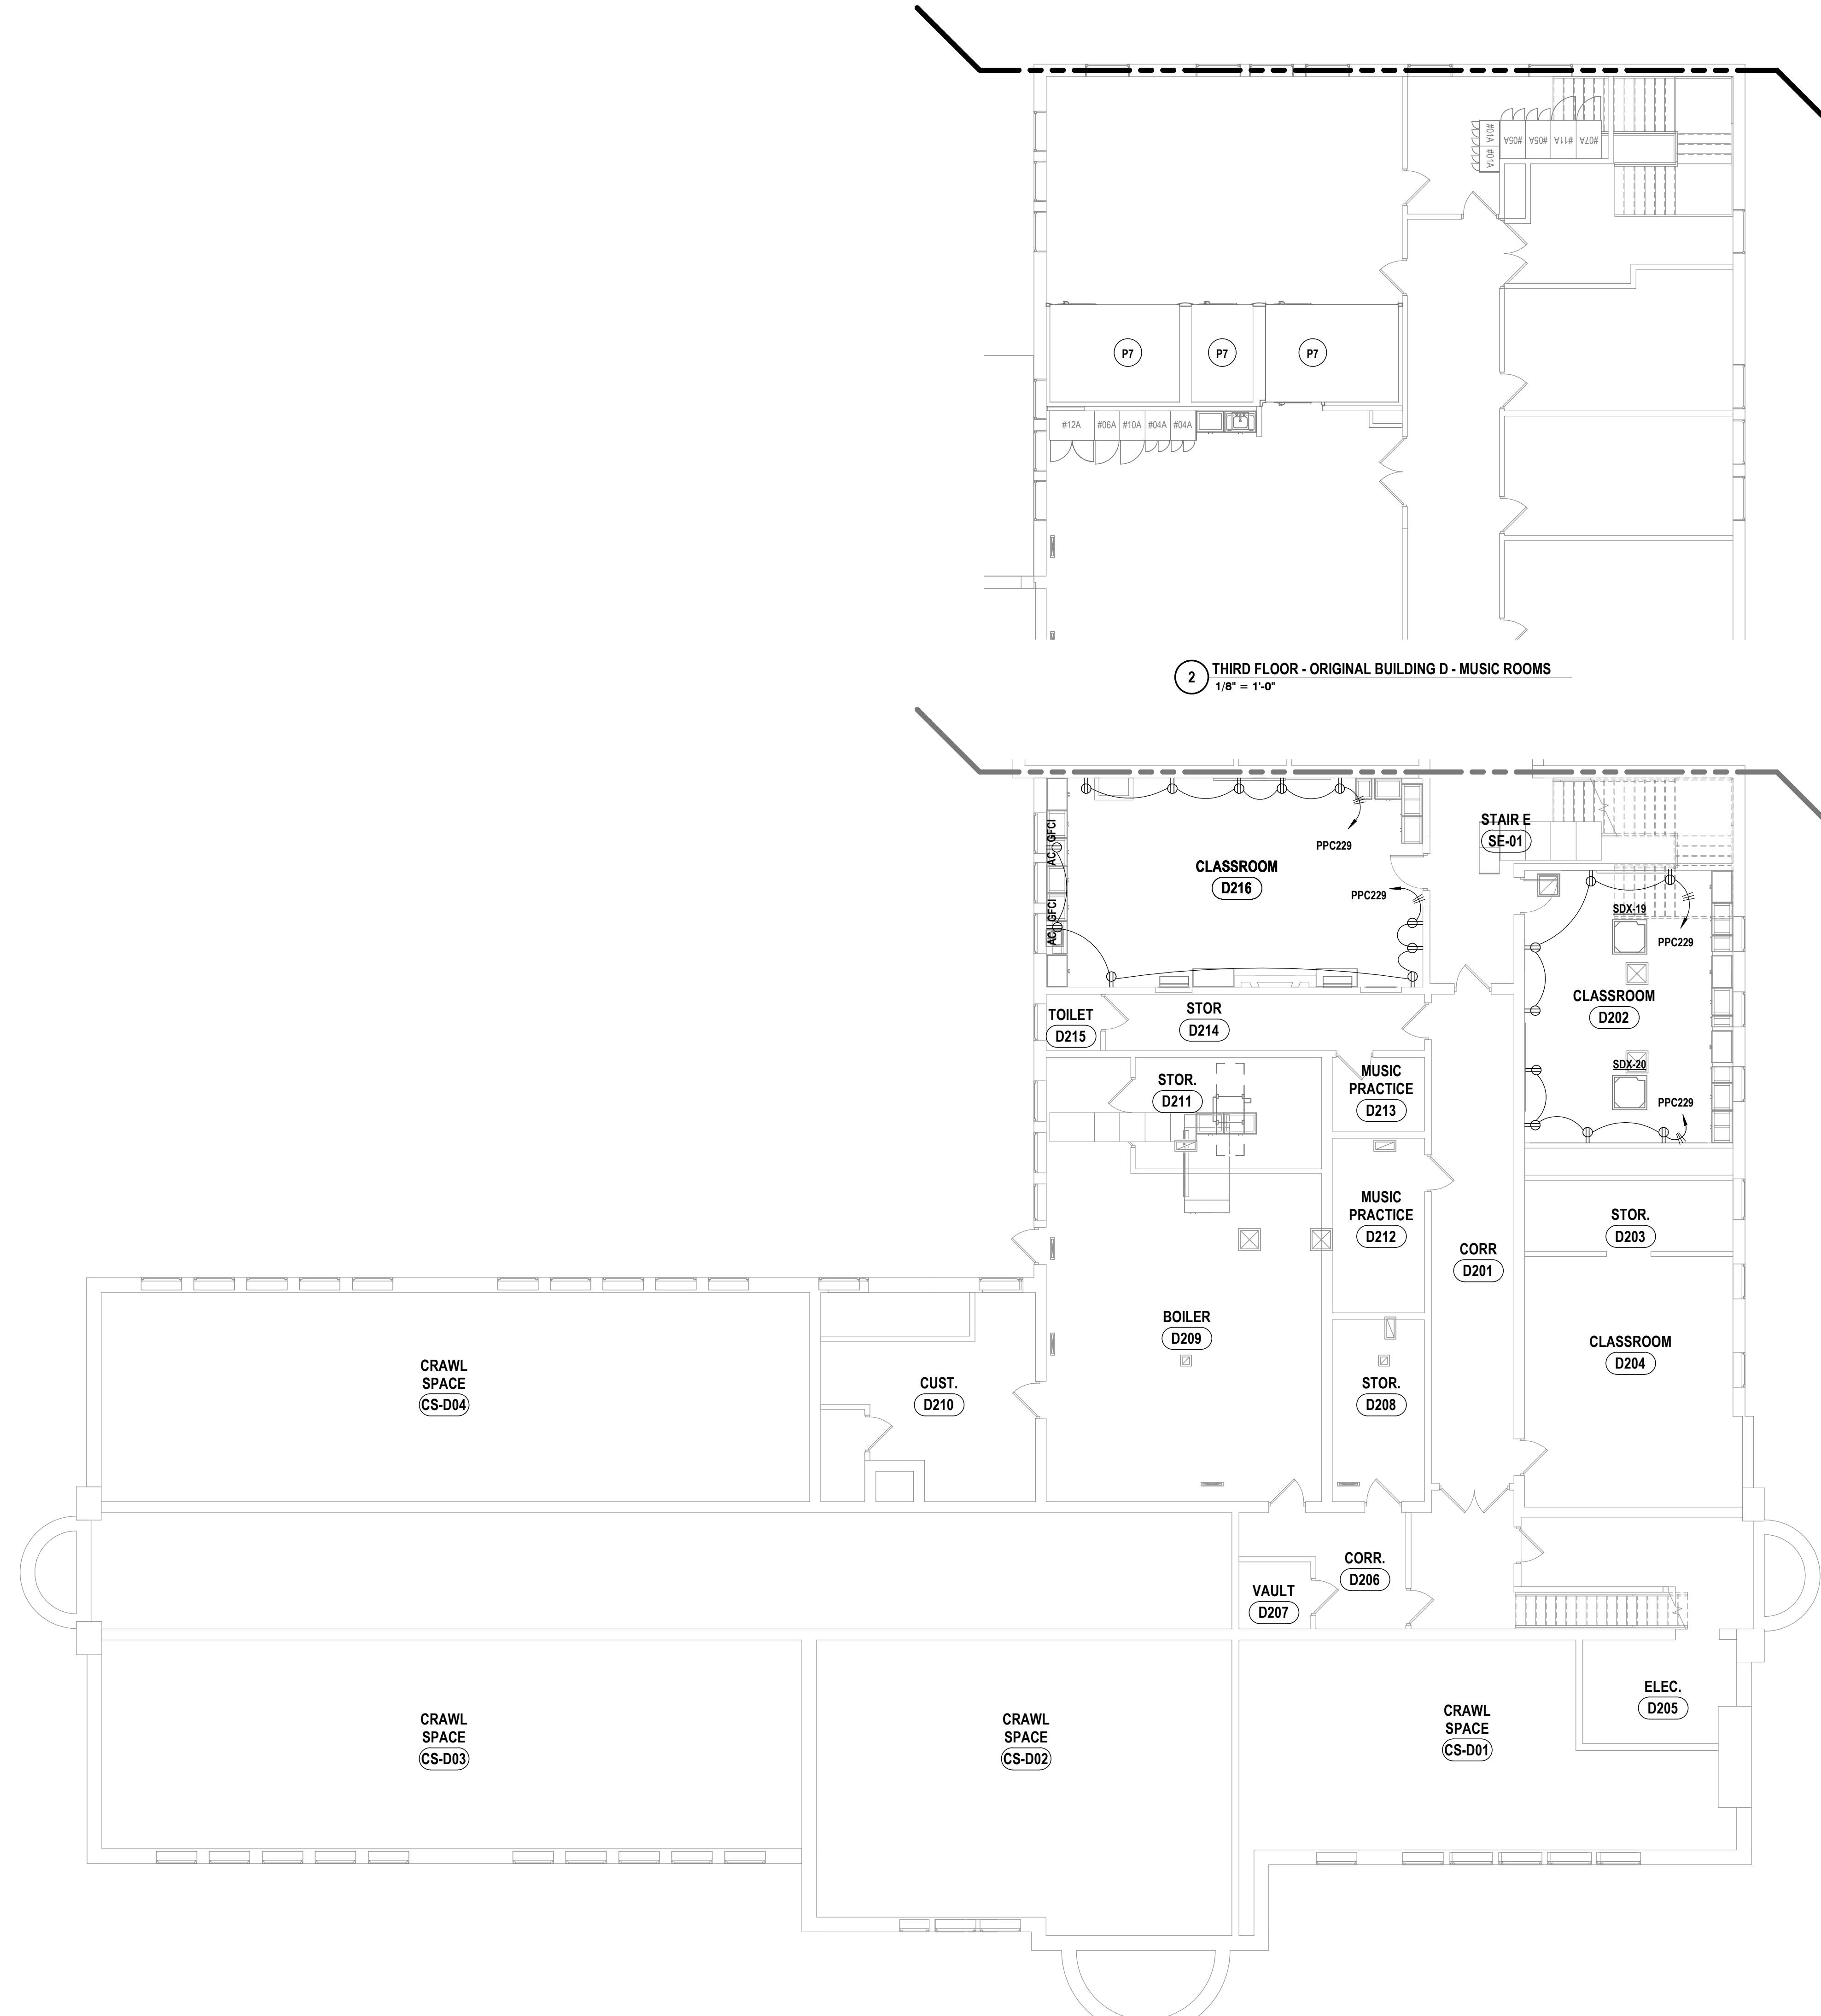 #01A
#01A
#05A
#05A
#11A
#07A
P7
P7
P7
#12A
#06A
#10A
#04A
#04A
2
THIRD FLOOR - ORIGINAL BUILDING D - MUSIC ROOMS
1/8" = 1'-0"
AC GFCI
AC GFCI
CLASSROOM
D216
PPC229
PPC229
STAIR E
SE-01
SDX-19
PPC229
CLASSROOM
D202
SDX-20
PPC229
TOILET
D215
STOR
D214
STOR.
D211
MUSIC
PRACTICE
D213
MUSIC
PRACTICE
D212
STOR.
D203
CORR
D201
BOILER
D209
CLASSROOM
D204
CRAWL
SPACE
CS-D04
CUST.
D210
STOR.
D208
CORR.
D206
VAULT
D207
ELEC.
D205
CRAWL
SPACE
CS-D03
CRAWL
SPACE
CS-D02
CRAWL
SPACE
CS-D01